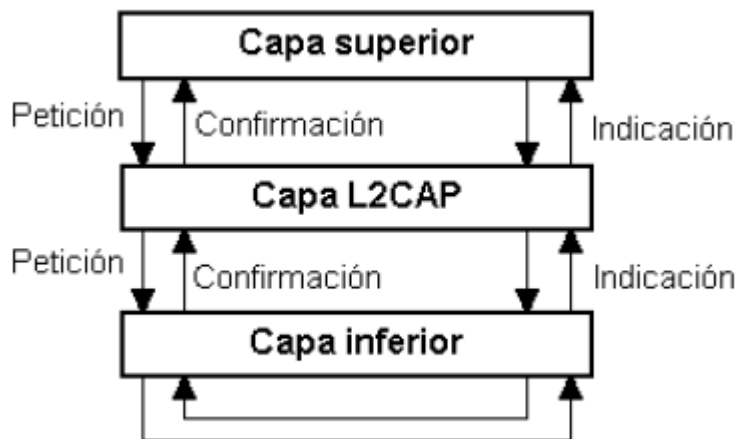 Capa superior
Petición
Confirmación
Indicación
Capa L2CAP
Petición
Confirmación
Indicación
Capa inferior